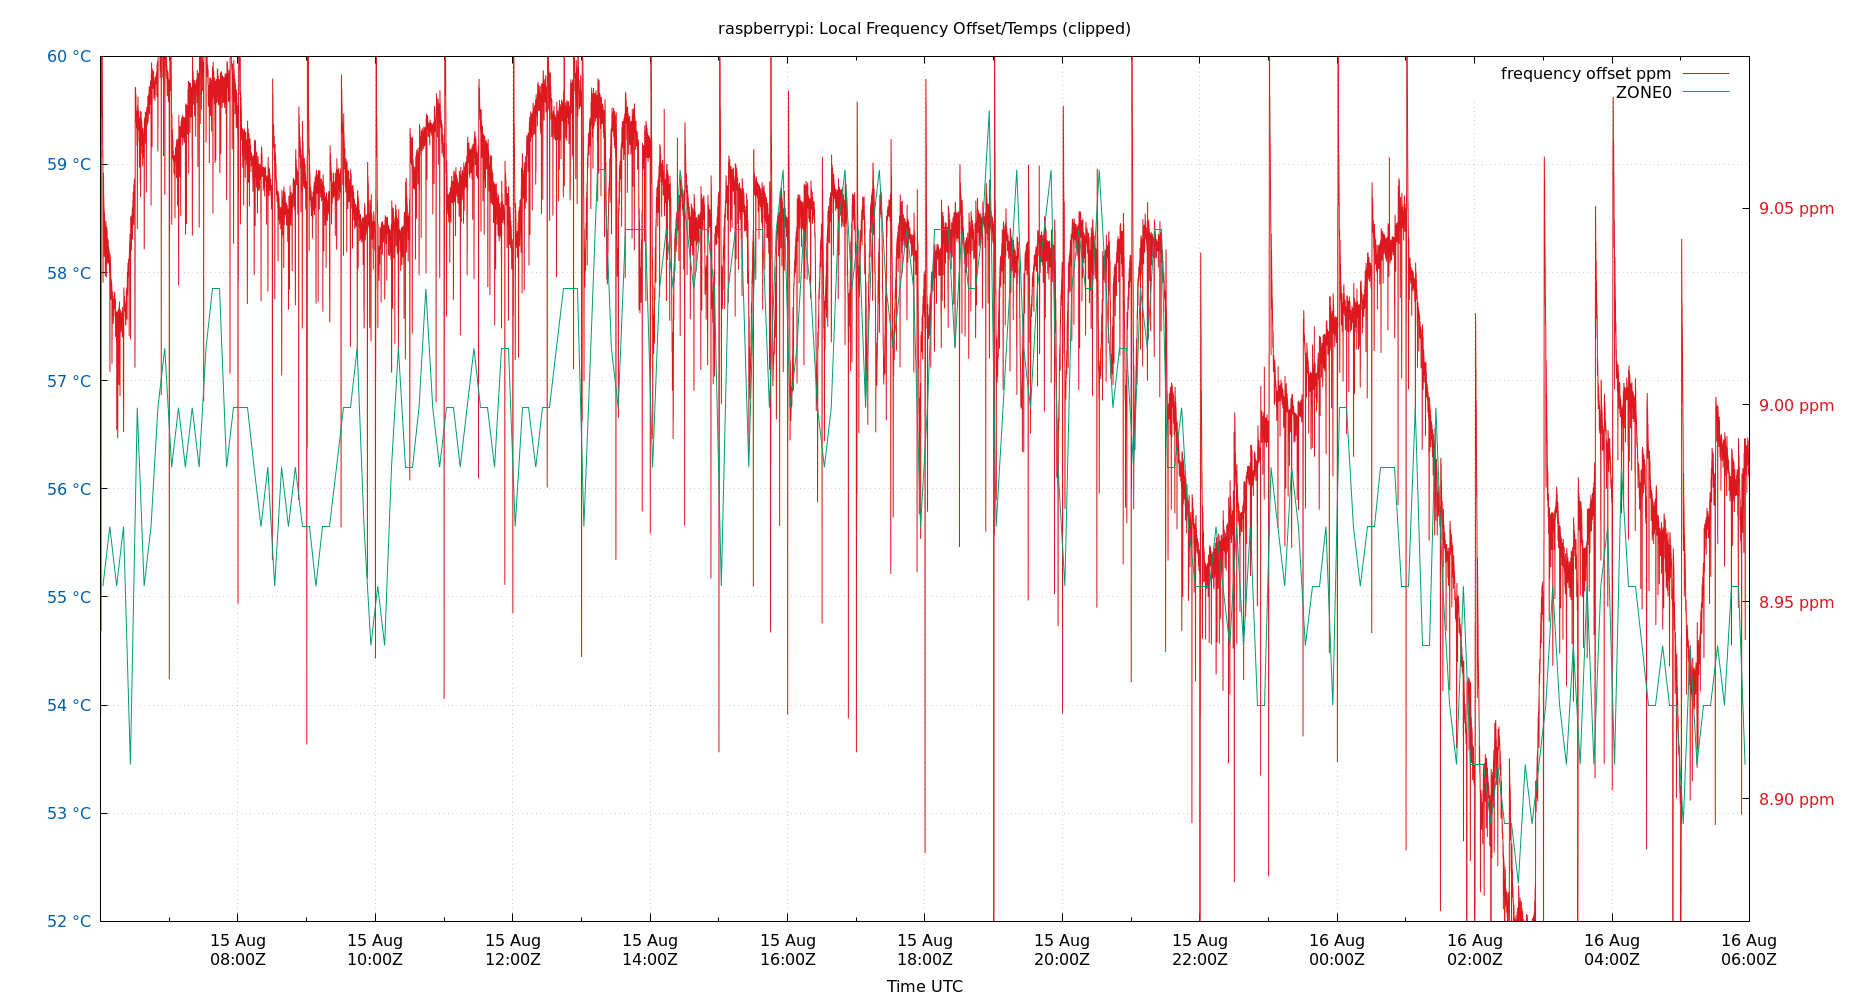 raspberrypi: Local Frequency Offset/Temps (clipped)
60 °C
59 °C
58 °C
57 °C
56 °C
55 °C
54 °C
53 °C
52 °C
frequency offset ppm
ZONE0
9.05 ppm
9.00 ppm
8.95 ppm
8.90 ppm
15 Aug
08:00Z
15 Aug
10:00Z
15 Aug
12:00Z
15 Aug
14:00Z
15 Aug
16:00Z
15 Aug
18:00Z
15 Aug
20:00Z
15 Aug
22:00Z
16 Aug
00:00Z
16 Aug
02:00Z
16 Aug
04:00Z
16 Aug
06:00Z
Time UTC